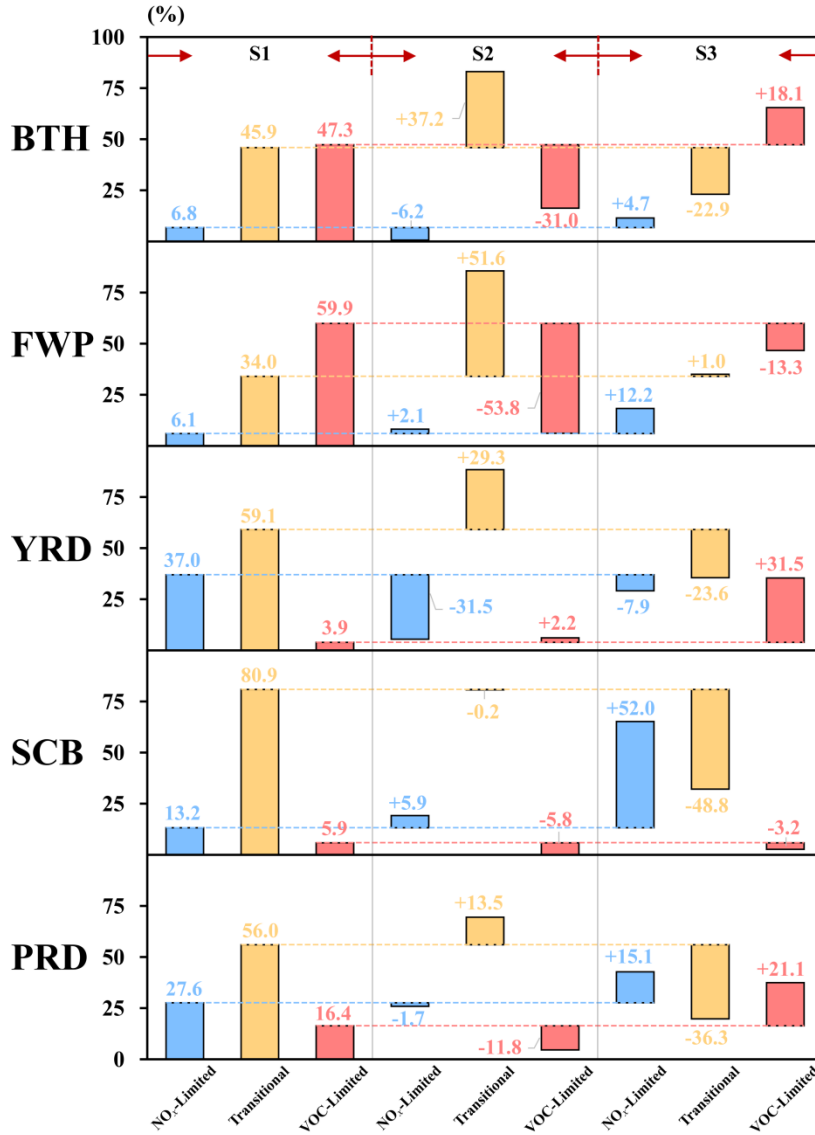 (%)
100
S1 S2 S3
75
50
25
BTH
6.8 45.9 47.3 -6.2 +37.2 -31.0 +4.7 -22.9 +18.1
75
50
25
FWP
6.1 34.0 59.9 +2.1 +51.6 -53.8 +12.2 +1.0 -13.3
75
50
25
YRD
37.0 59.1 3.9 -31.5 +29.3 +2.2 -7.9 -23.6 +31.5
75
50
25
SCB
13.2 80.9 5.9 +5.9 -0.2 -5.8 +52.0 -48.8 -3.2
75
50
25
0
PRD
27.6 56.0 16.4 -1.7 +13.5 -11.8 +15.1 -36.3 +21.1
NOₓ-Limited Transitional VOC-Limited NOₓ-Limited Transitional VOC-Limited NOₓ-Limited Transitional VOC-Limited